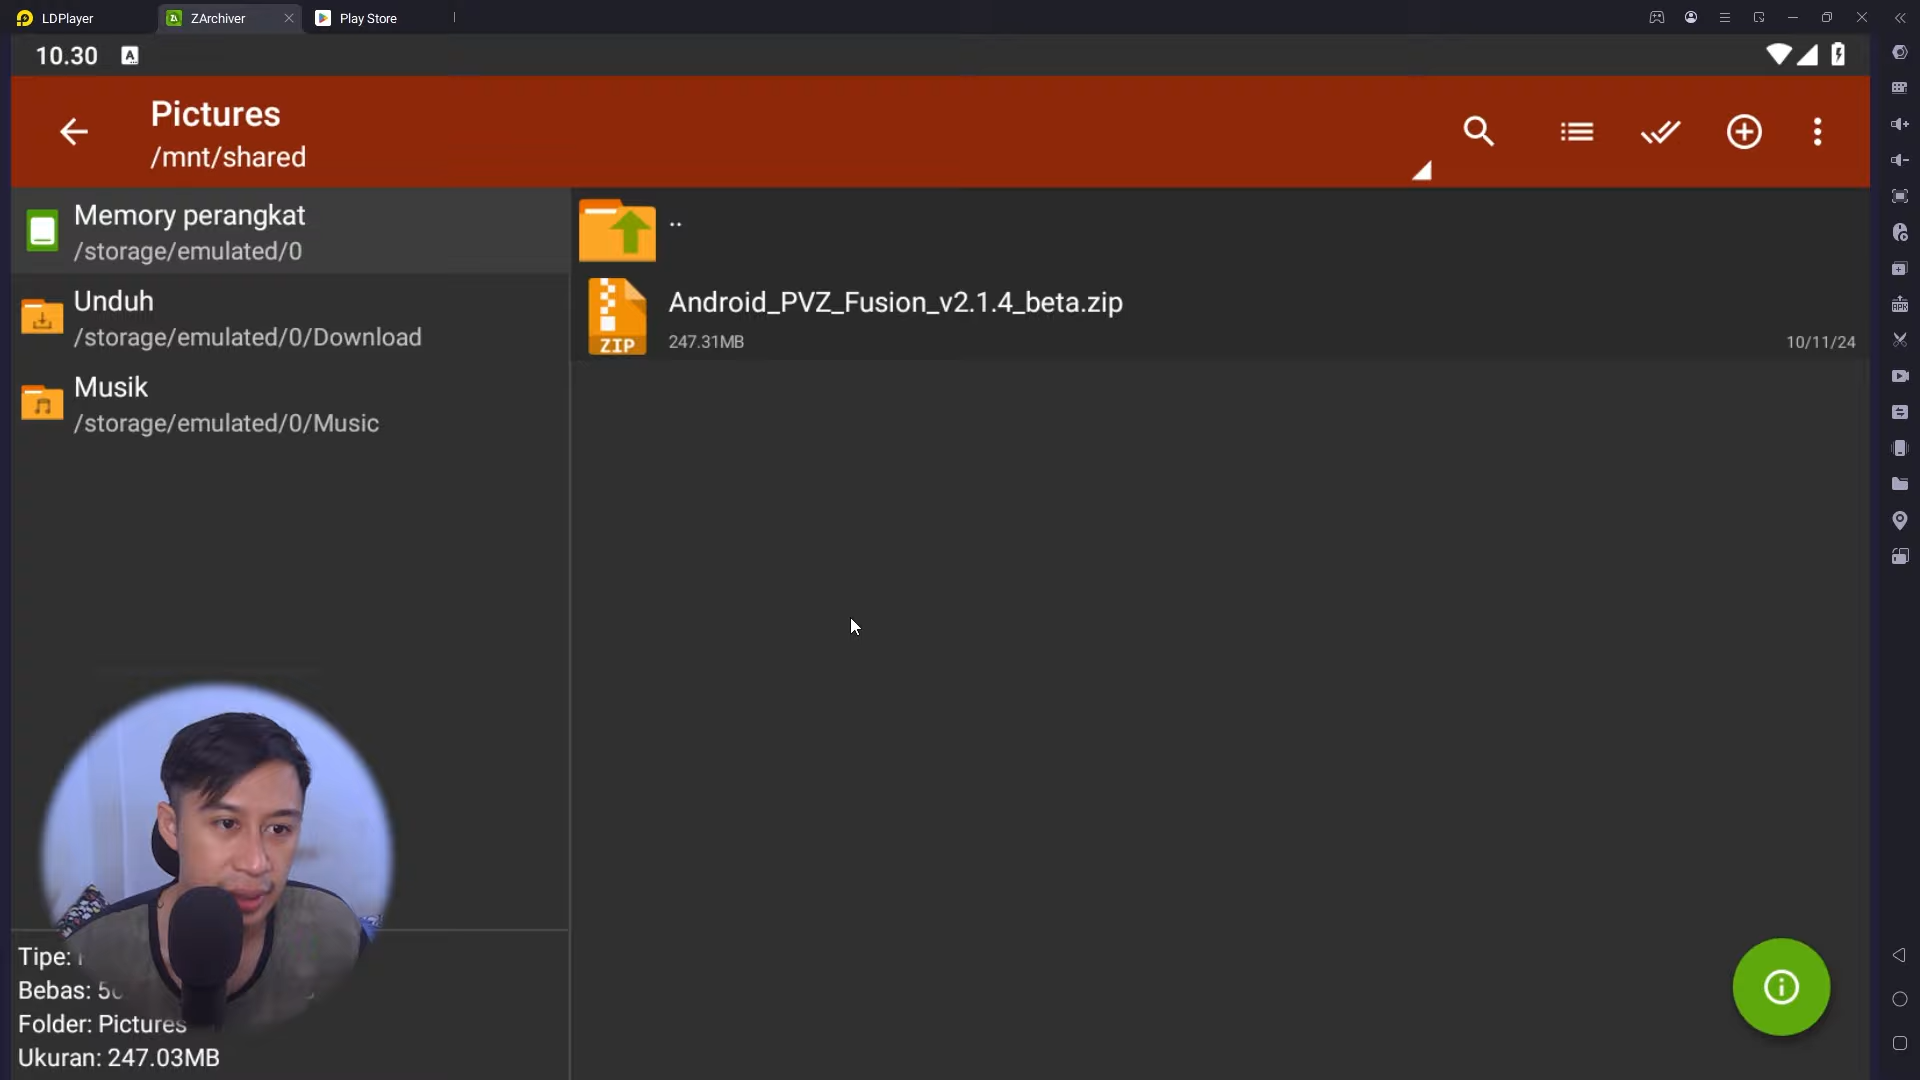 LDPlayer
ZArchiver
Play Store
10.30
A
Pictures
/mnt/shared
Memory perangkat
/storage/emulated/0
Unduh
/storage/emulated/0/Download
Musik
/storage/emulated/0/Music
..
Android_PVZ_Fusion_v2.1.4_beta.zip
ZIP
247.31MB
10/11/24
Tipe:
Bebas:
Folder: Pictures
Ukuran: 247.03MB